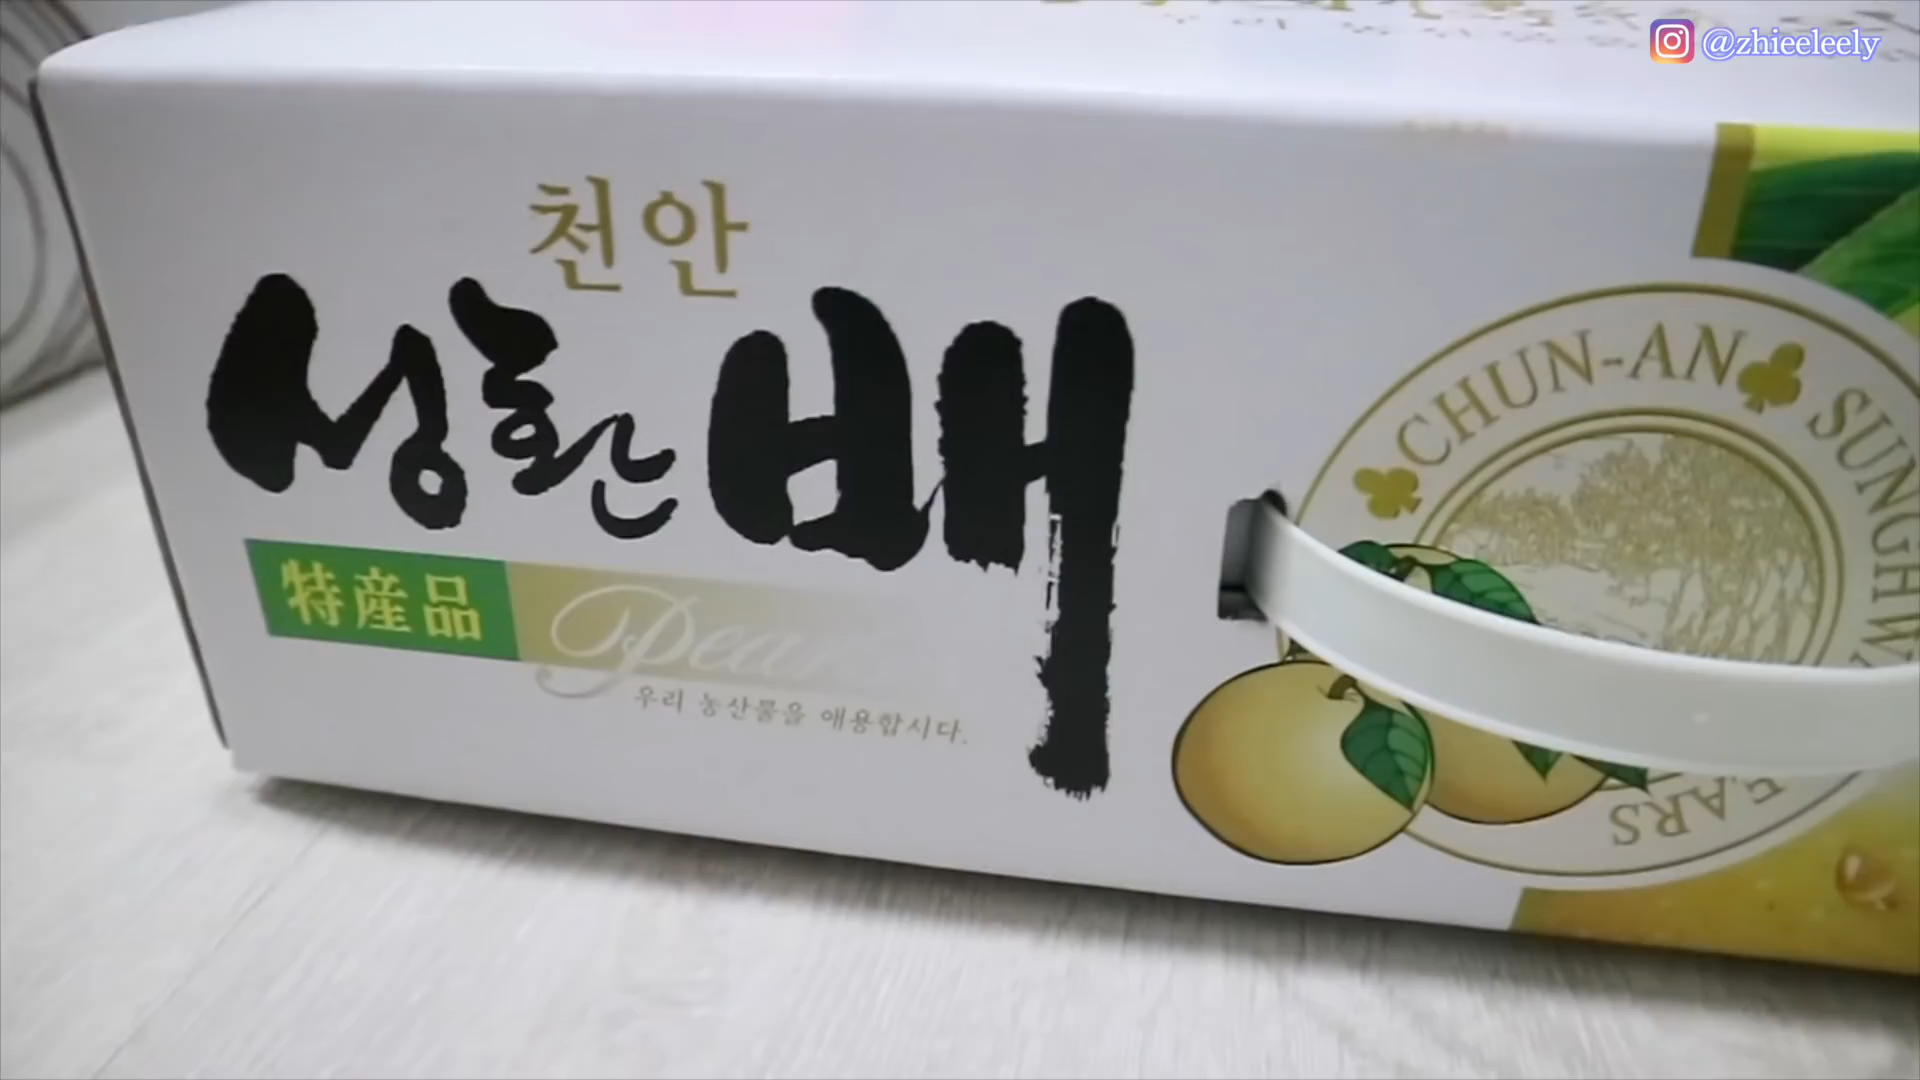 @zhieeleely
천안
성환배
特産品
Pears
우리 농산물을 애용합시다.
CHUN-AN ♣ SUNGHW
EARS